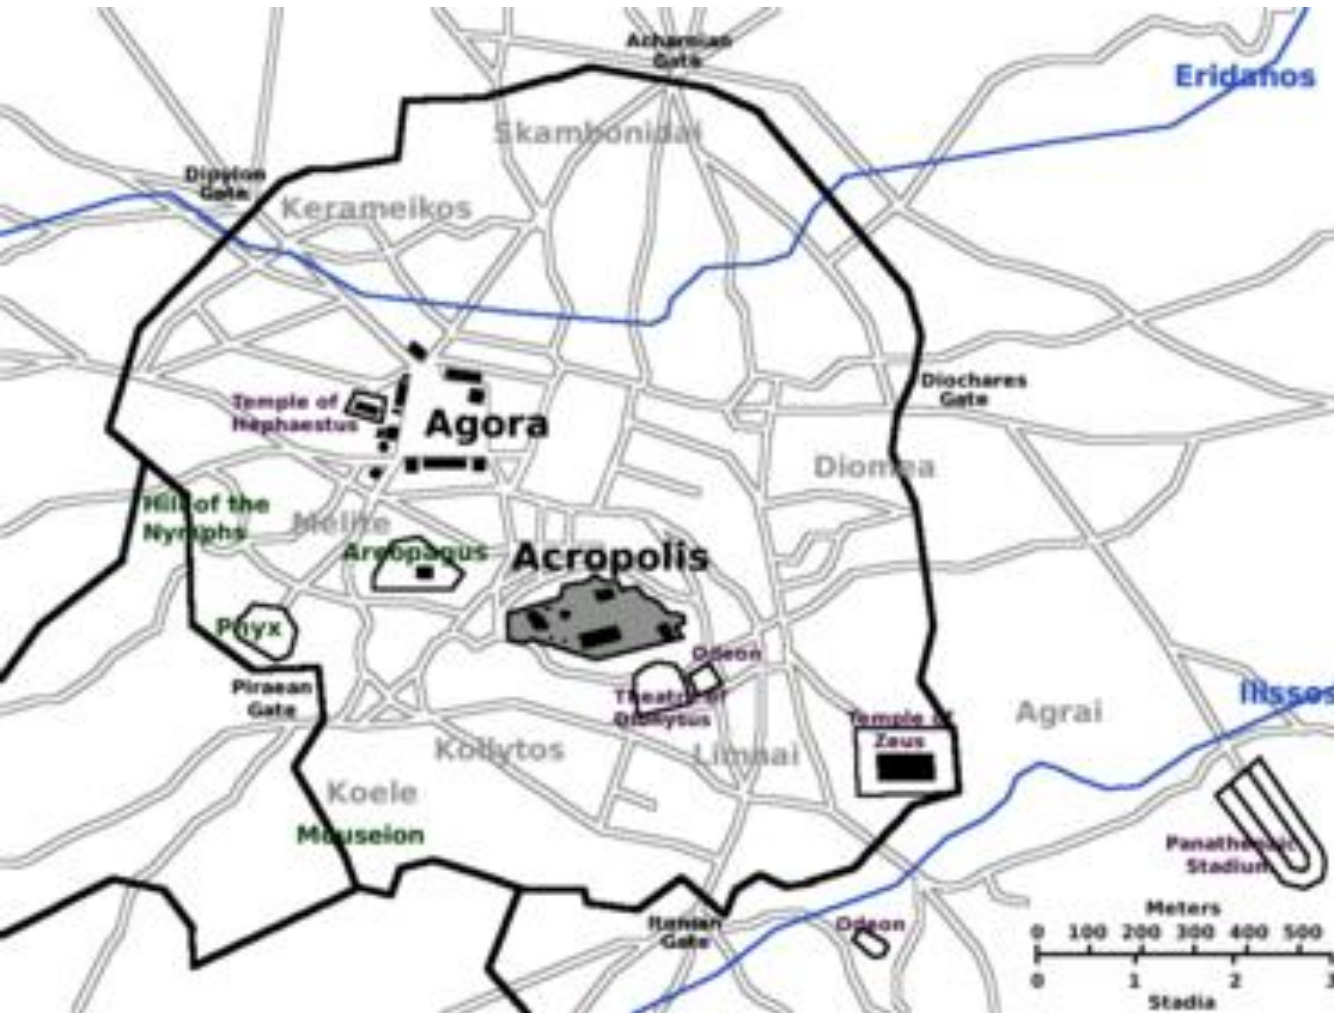 Acharnian
Gate
Eridanos
Skambonidai
Dipylon
Gate
Kerameikos
Diochares
Gate
Temple of
Hephaestus
Agora
Diomea
Hill of the
Nymphs
Melite
Areopagus
Acropolis
Pnyx
Odeon
Theatre of
Dionysus
Piraean
Gate
Ilissos
Agrai
Temple of
Zeus
Kollytos
Limnai
Koele
Mouseion
Panathenaic
Stadium
Itonian
Gate
Odeon
Meters
0 100 200 300 400 500
0 1 2 3
Stadia